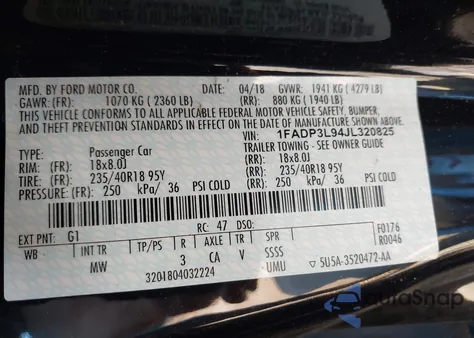 MFD. BY FORD MOTOR CO. DATE: 04/18 GVWR: 1941 KG ( 4279 LB)
GAWR: (FR) 1070 KG ( 2360 LB) (RR) 880 KG ( 1940 LB)
THIS VEHICLE CONFORMS TO ALL APPLICABLE FEDERAL MOTOR VEHICLE SAFETY, BUMPER,
AND THEFT PREVENTION STANDARDS IN EFFECT ON THE DATE OF MANUFACTURE SHOWN ABOVE.
VIN: 1FADP3L94JL320825
TYPE: Passenger Car TRAILER TOWING - SEE OWNER GUIDE
RIM: (FR) 18x8.0J (RR) 18x8.0J
TIRES: (FR) 235/40R18 95Y (RR) 235/40R18 95Y
PRESSURE: (FR) 250 kPa/ 36 PSI COLD (RR) 250 kPa/ 36 PSI COLD
EXT PNT: G1 RC: 47 DSO: F0176
WB INT TR TP/PS R AXLE TR SPR R0046
MW 3 CA V SSSS
3201804032224 UMU 5U5A-3520472-AA
AuraSnap